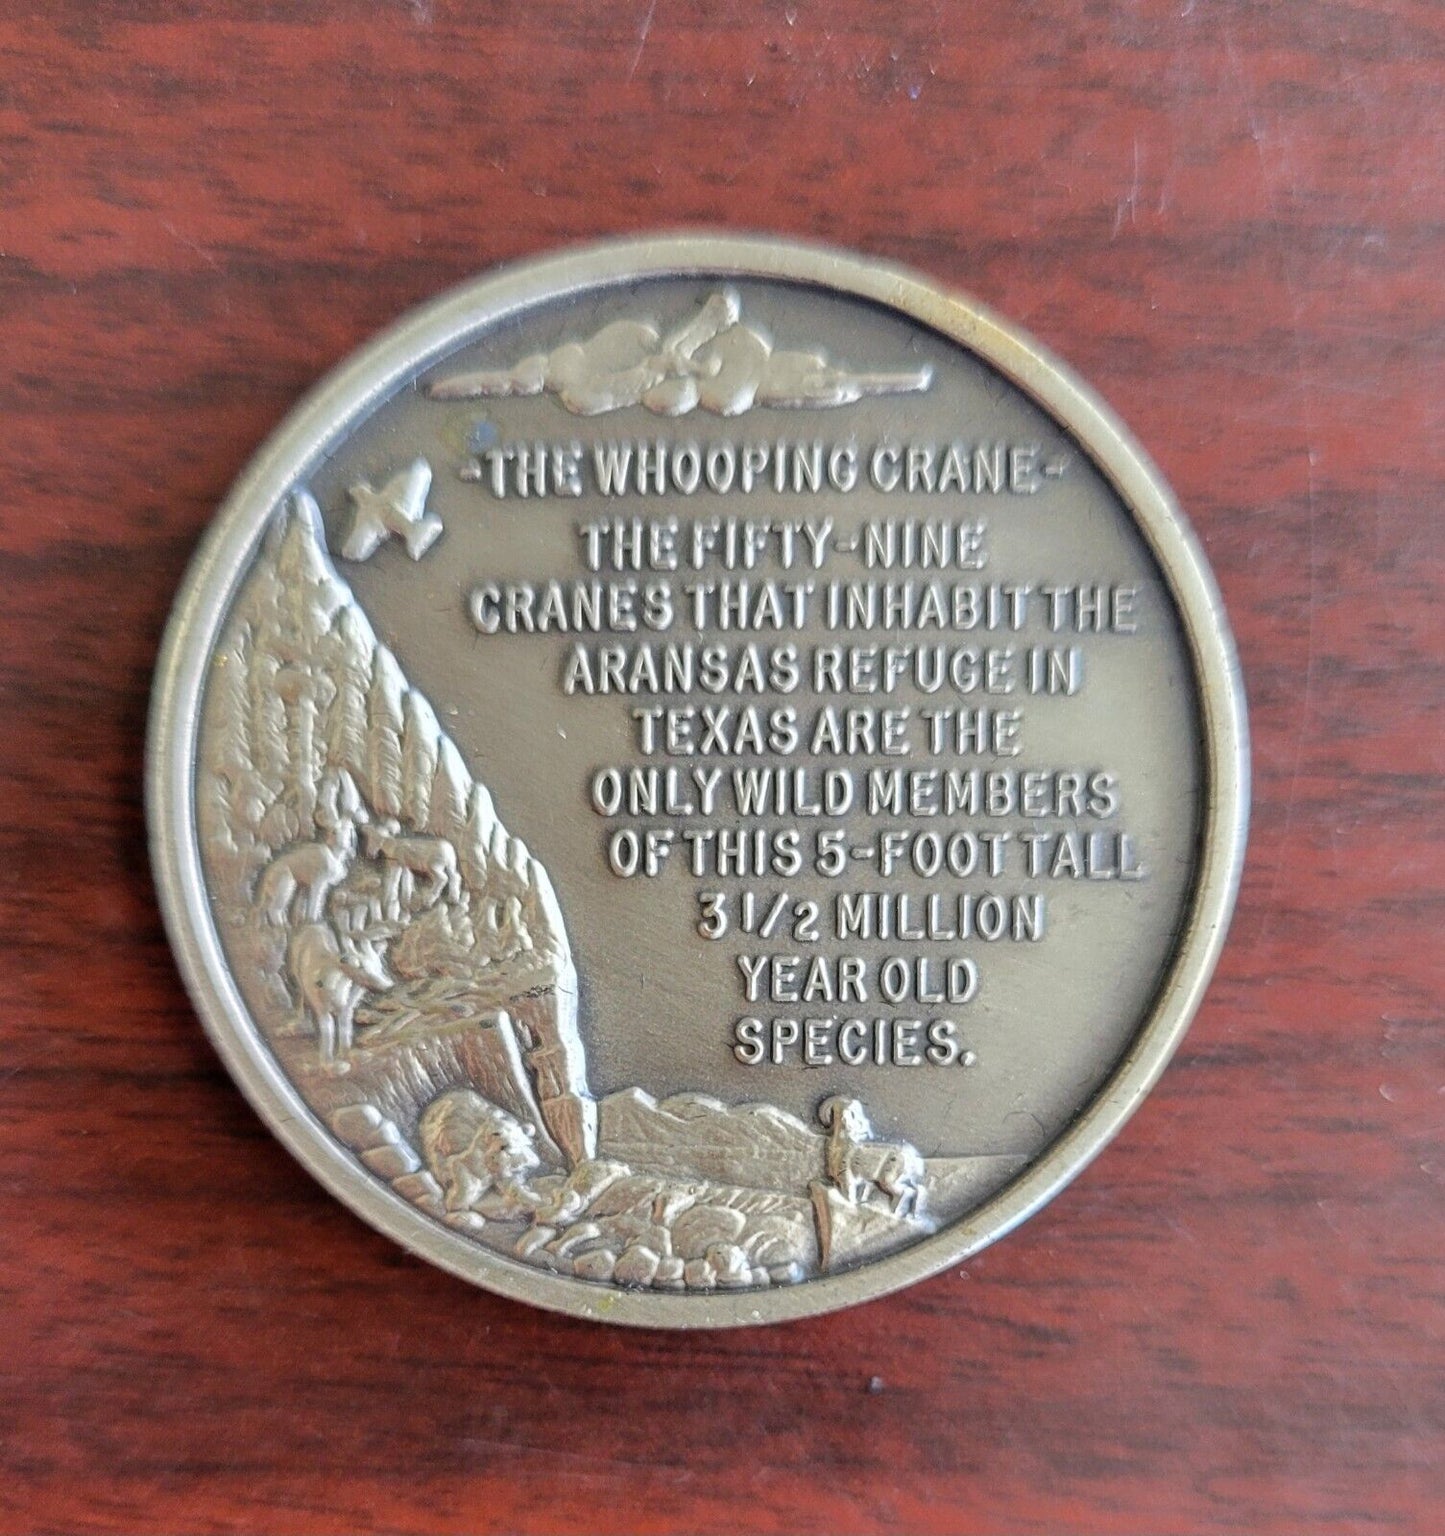 -THE WHOOPING CRANE-
THE FIFTY-NINE
CRANES THAT INHABIT THE
ARANSAS REFUGE IN
TEXAS ARE THE
ONLY WILD MEMBERS
OF THIS 5-FOOT TALL
3 1/2 MILLION
YEAR OLD
SPECIES.